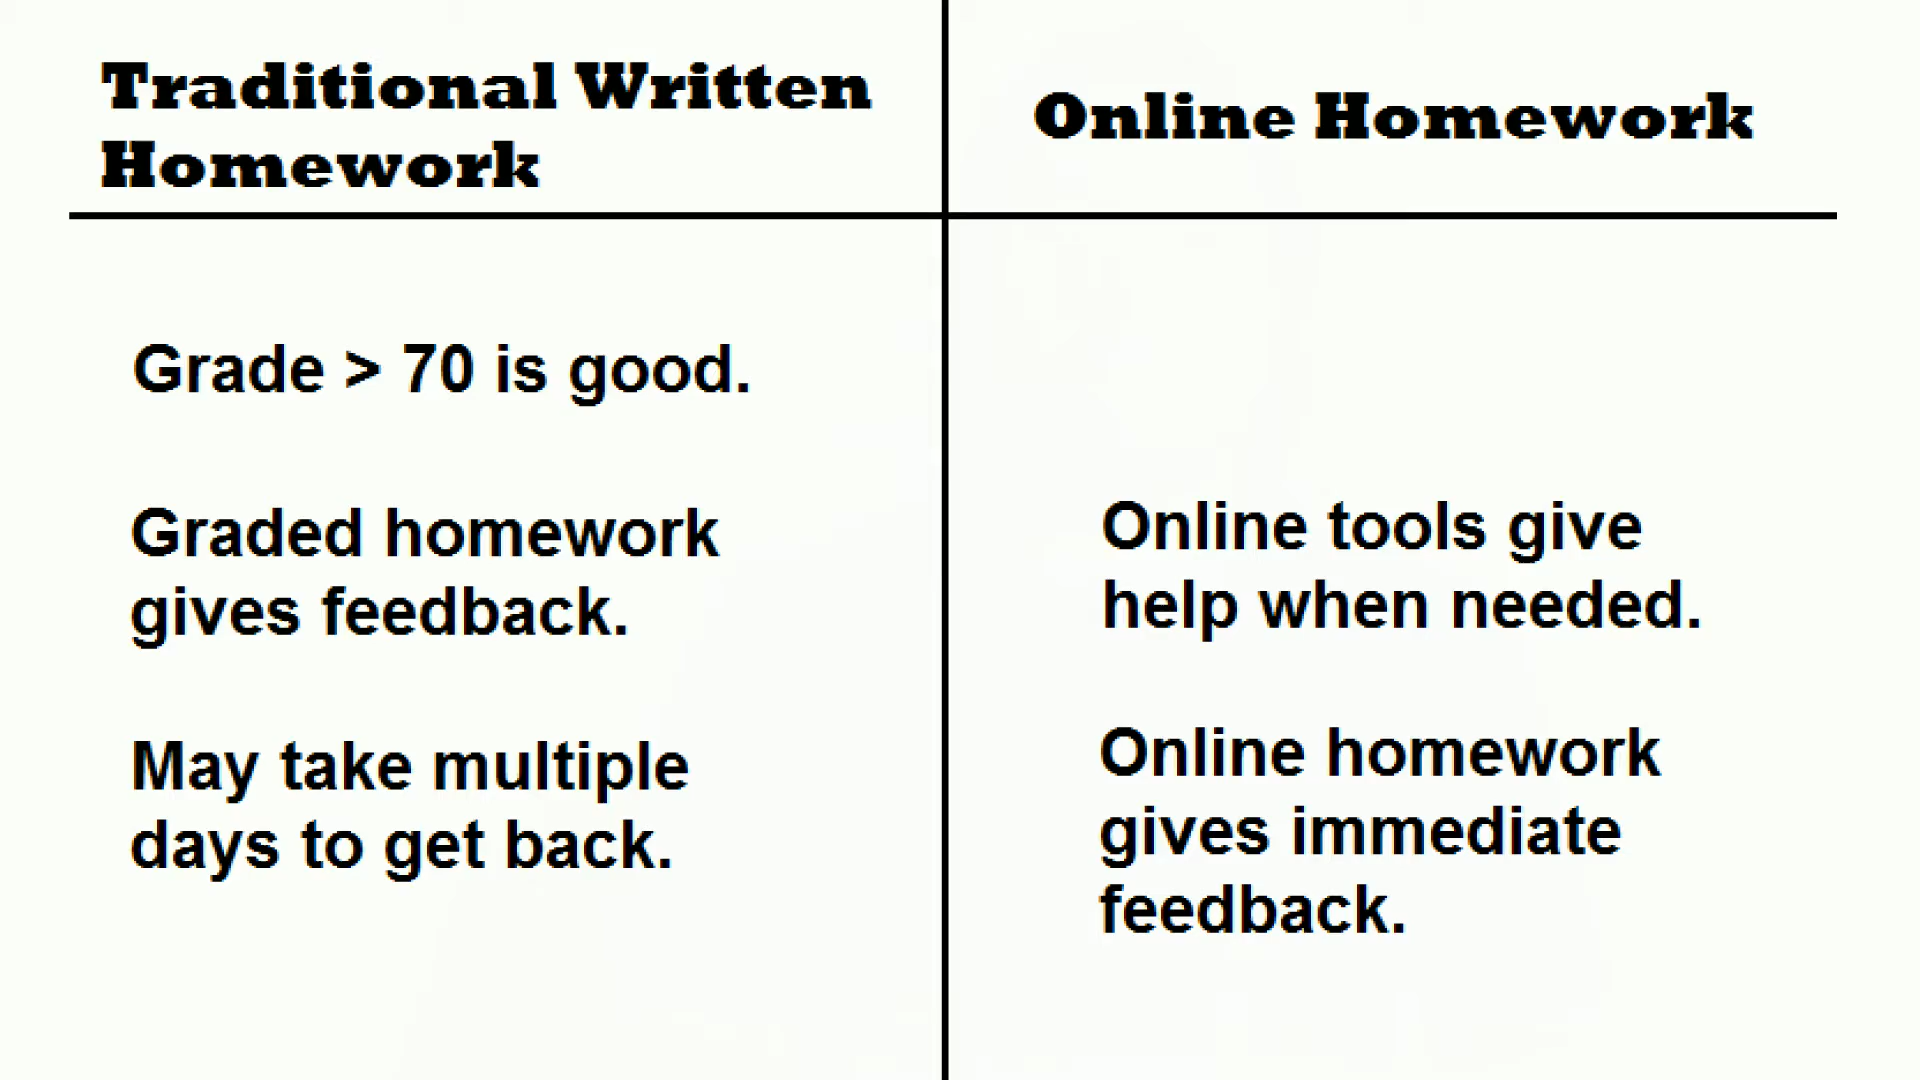 Traditional Written
Homework
Grade > 70 is good.
Graded homework
gives feedback.
May take multiple
days to get back.
Online Homework
Online tools give
help when needed.
Online homework
gives immediate
feedback.